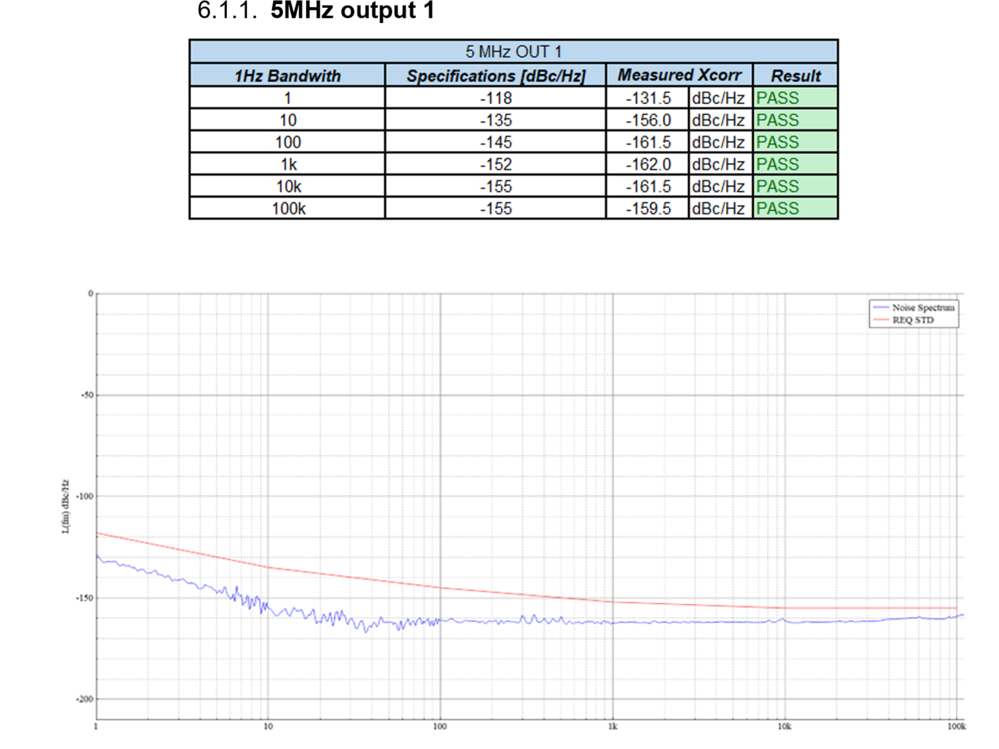 6.1.1. 5MHz output 1
5 MHz OUT 1
1Hz Bandwith Specifications [dBc/Hz] Measured Xcorr Result
1 -118 -131.5 dBc/Hz PASS
10 -135 -156.0 dBc/Hz PASS
100 -145 -161.5 dBc/Hz PASS
1k -152 -162.0 dBc/Hz PASS
10k -155 -161.5 dBc/Hz PASS
100k -155 -159.5 dBc/Hz PASS
Noise Spectrum
REQ STD
L(fm) dBc/Hz
0
-50
-100
-150
-200
1 10 100 1k 10k 100k